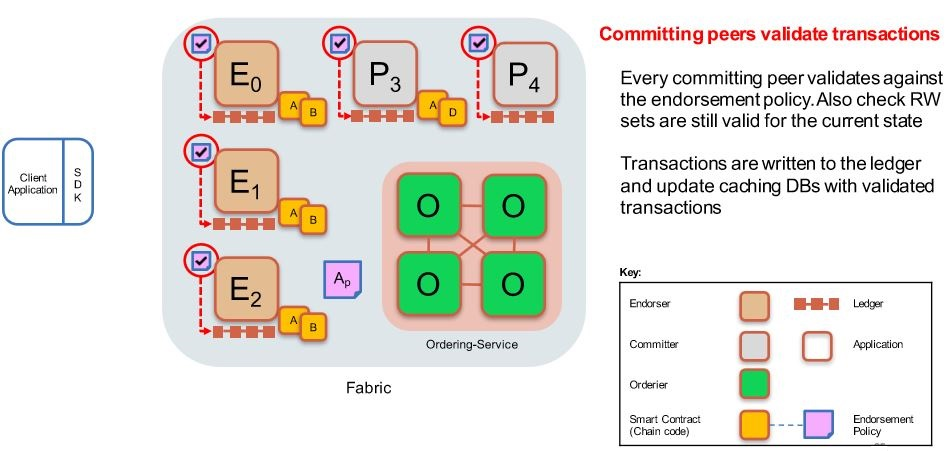 Committing peers validate transactions
Every committing peer validates against
the endorsement policy. Also check RW
sets are still valid for the current state
Transactions are written to the ledger
and update caching DBs with validated
transactions
Client
Application
S
D
K
E0
A
B
P3
A
D
P4
E1
A
B
E2
A
B
Ap
O
O
O
O
Ordering-Service
Fabric
Key:
Endorser
Ledger
Committer
Application
Orderier
Smart Contract
(Chain code)
Endorsement
Policy